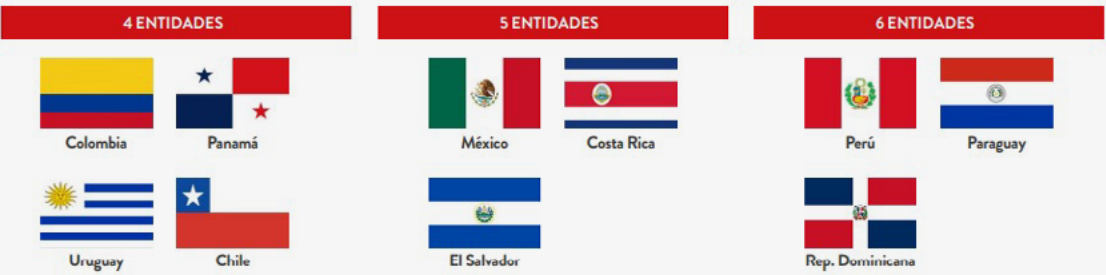 4 ENTIDADES
5 ENTIDADES
6 ENTIDADES
Colombia
Panamá
México
Costa Rica
Perú
Paraguay
Uruguay
Chile
El Salvador
Rep. Dominicana